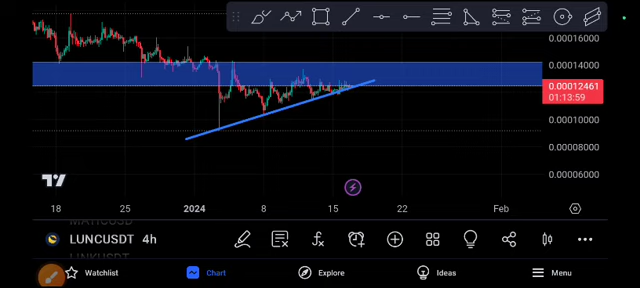 0.00016000
0.00014000
0.00012461
01:13:59
0.00010000
0.00008000
0.00006000
18 25 2024 8 15 22 Feb
LUNCUSDT 4h
Watchlist Chart Explore Ideas Menu